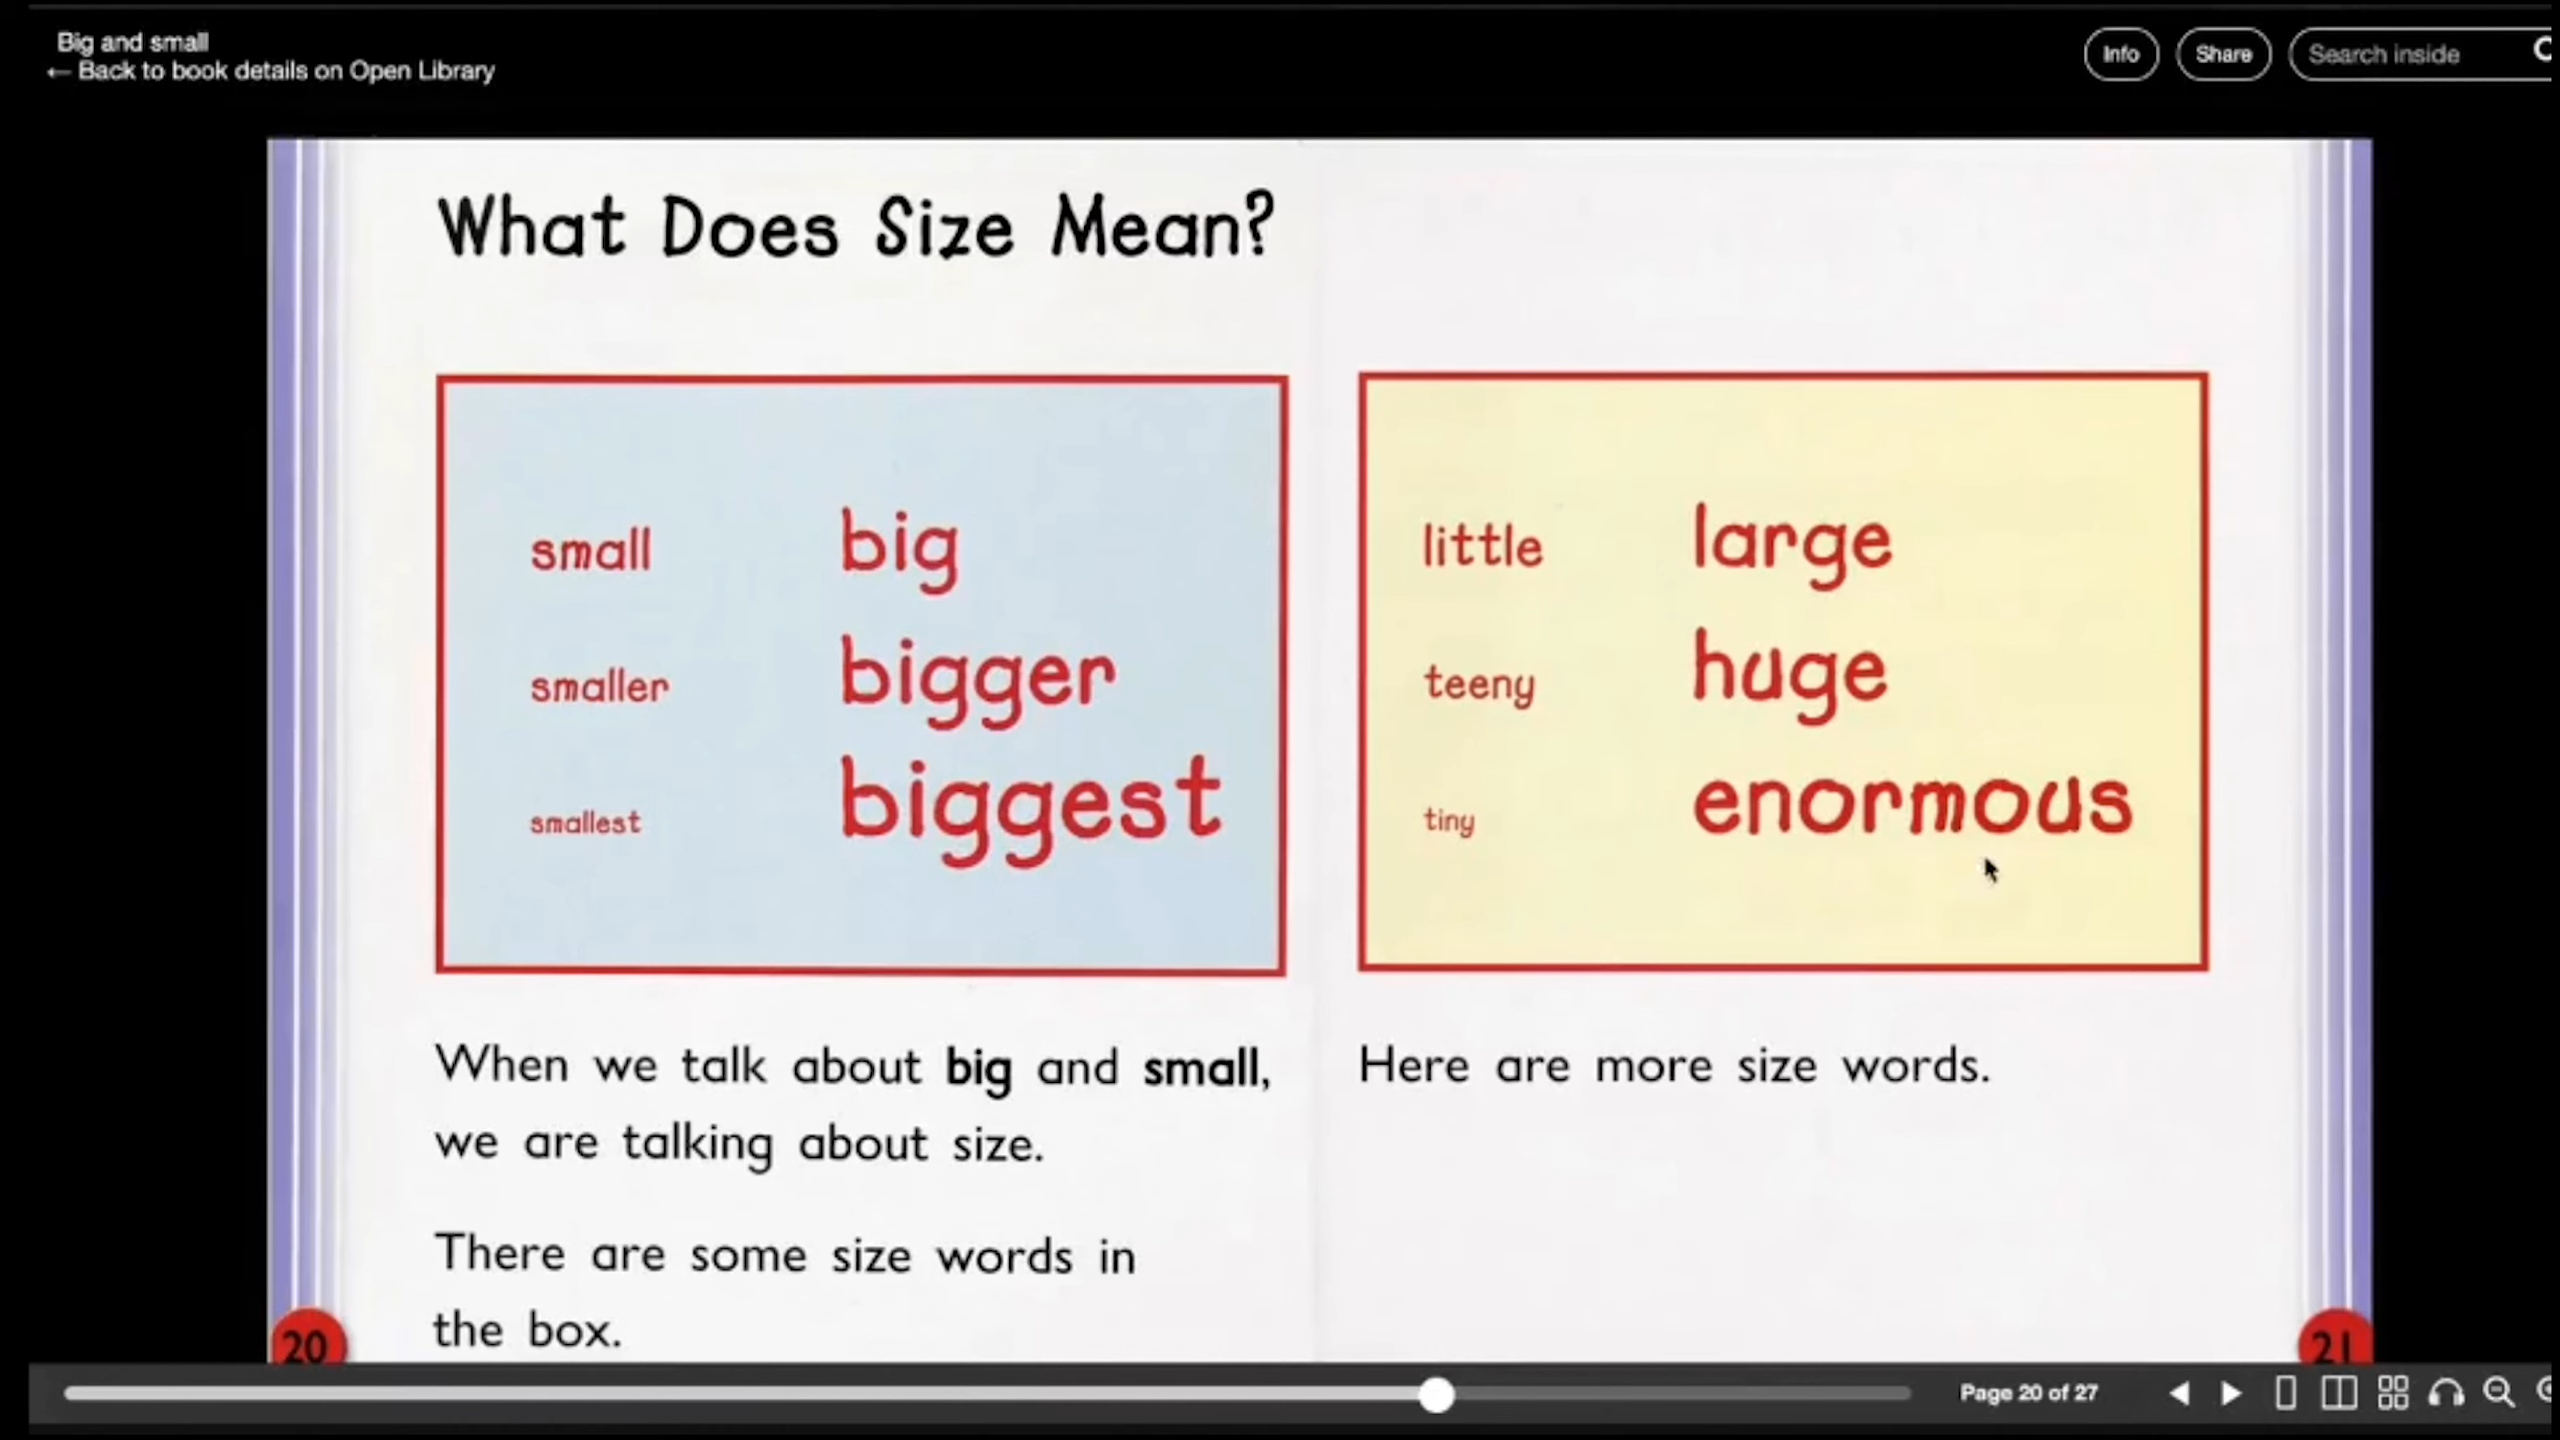 Big and small
← Back to book details on Open Library
Info
Share
Search inside
What Does Size Mean?
small big
smaller bigger
smallest biggest
little large
teeny huge
tiny enormous
When we talk about big and small,
we are talking about size.
There are some size words in
the box.
Here are more size words.
20
21
Page 20 of 27